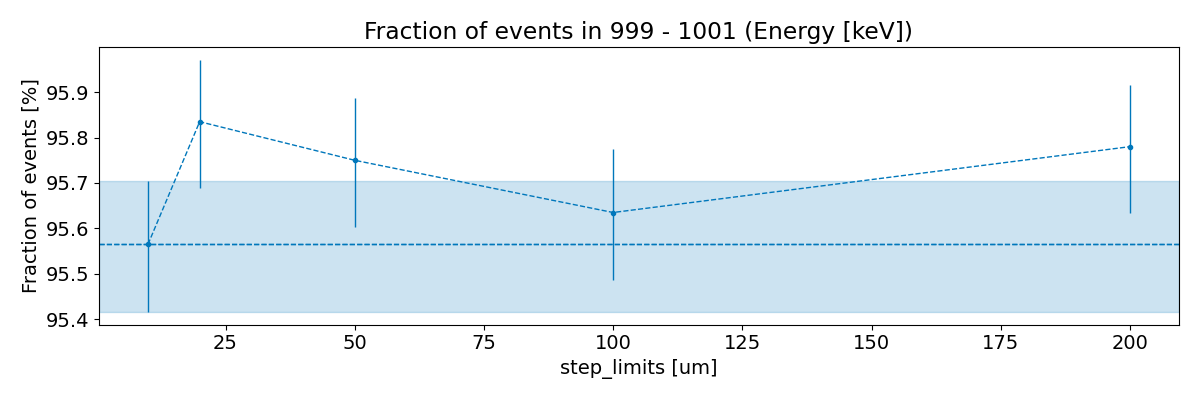 Fraction of events in 999 - 1001 (Energy [keV])
Fraction of events [%]
95.9
95.8
95.7
95.6
95.5
95.4
25 50 75 100 125 150 175 200
step_limits [um]